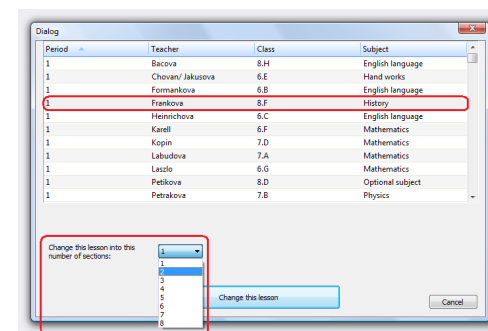 Dialog
Period Teacher Class Subject
1 Bacova 8.H English language
1 Chovan/ Jakusova 6.E Hand works
1 Formankova 6.B English language
1 Frankova 8.F History
1 Heinrichova 6.C English language
1 Karell 6.F Mathematics
1 Kopin 7.D Mathematics
1 Labudova 7.A Mathematics
1 Laszlo 6.G Mathematics
1 Petikova 8.D Optional subject
1 Petrakova 7.B Physics
Change this lesson into this
number of sections:
1
1
2
3
4
5
6
7
8
Change this lesson
Cancel